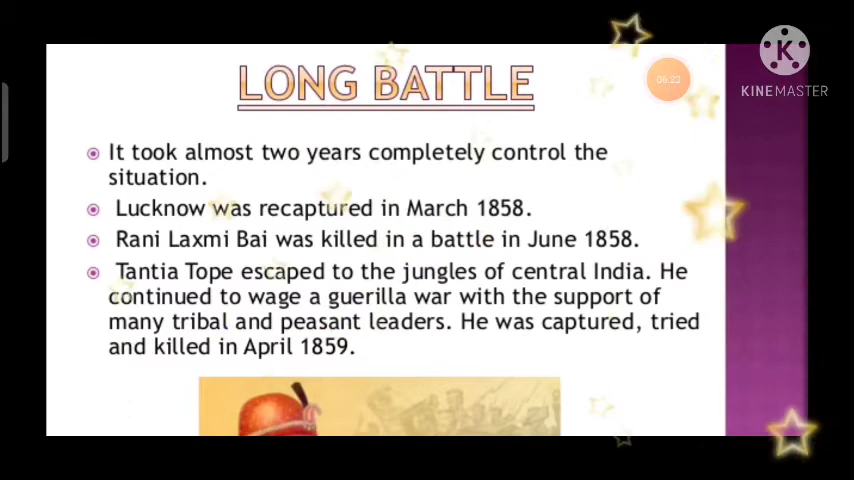 LONG BATTLE
06:22
KINEMASTER
It took almost two years completely control the
situation.
Lucknow was recaptured in March 1858.
Rani Laxmi Bai was killed in a battle in June 1858.
Tantia Tope escaped to the jungles of central India. He
continued to wage a guerilla war with the support of
many tribal and peasant leaders. He was captured, tried
and killed in April 1859.